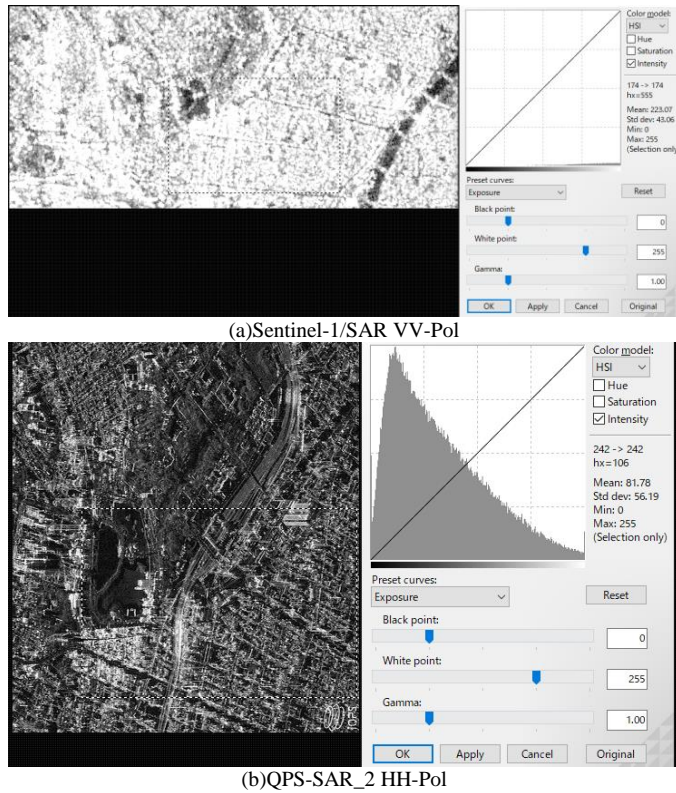 Color model:
HSI
Hue
Saturation
Intensity
174 -> 174
hx=555
Mean: 223.07
Std dev: 43.06
Min: 0
Max: 255
(Selection only)
Preset curves:
Exposure
Reset
Black point:
0
White point:
255
Gamma:
1.00
OK Apply Cancel Original
(a)Sentinel-1/SAR VV-Pol
Color model:
HSI
Hue
Saturation
Intensity
242 -> 242
hx=106
Mean: 81.78
Std dev: 56.19
Min: 0
Max: 255
(Selection only)
Preset curves:
Exposure
Reset
Black point:
0
White point:
255
Gamma:
1.00
OK Apply Cancel Original
(b)QPS-SAR_2 HH-Pol